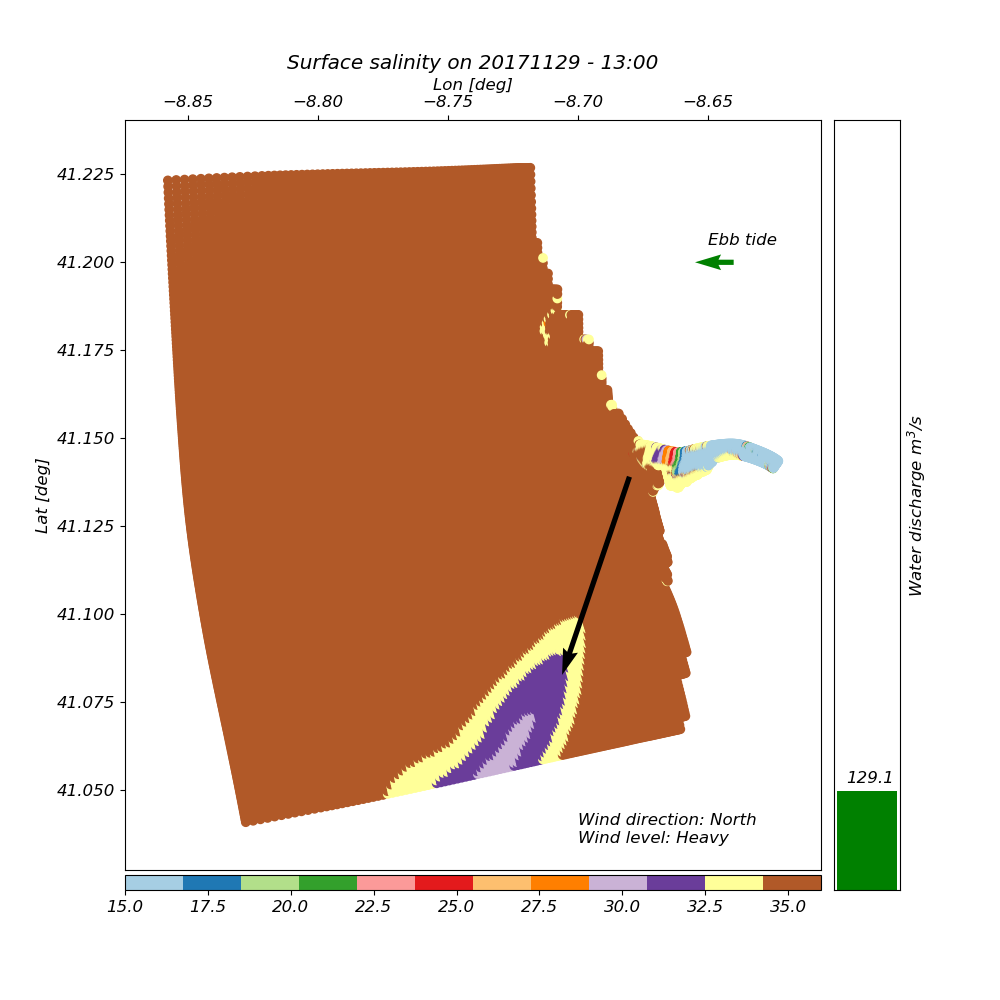 Surface salinity on 20171129 - 13:00
Lon [deg]
−8.85 −8.80 −8.75 −8.70 −8.65
41.225
41.200
41.175
41.150
41.125
41.100
41.075
41.050
Lat [deg]
Ebb tide
Wind direction: North
Wind level: Heavy
129.1
Water discharge m³/s
15.0 17.5 20.0 22.5 25.0 27.5 30.0 32.5 35.0